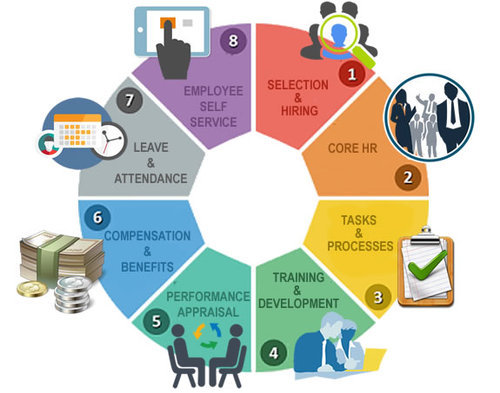 1
SELECTION
&
HIRING
CORE HR
2
TASKS
&
PROCESSES
3
TRAINING
&
DEVELOPMENT
4
PERFORMANCE
APPRAISAL
5
6
COMPENSATION
&
BENEFITS
7
LEAVE
&
ATTENDANCE
8
EMPLOYEE
SELF
SERVICE